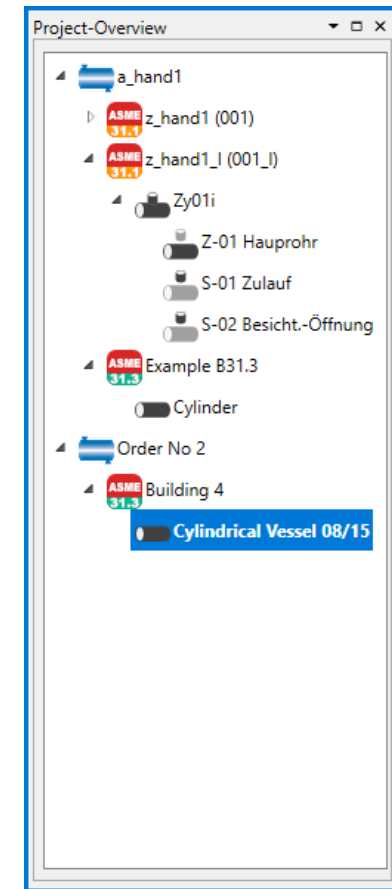 Project-Overview
a_hand1
ASME 31.1 z_hand1 (001)
ASME 31.1 z_hand1_l (001_l)
Zy01i
Z-01 Hauprohr
S-01 Zulauf
S-02 Besicht.-Öffnung
ASME 31.3 Example B31.3
Cylinder
Order No 2
ASME 31.3 Building 4
Cylindrical Vessel 08/15